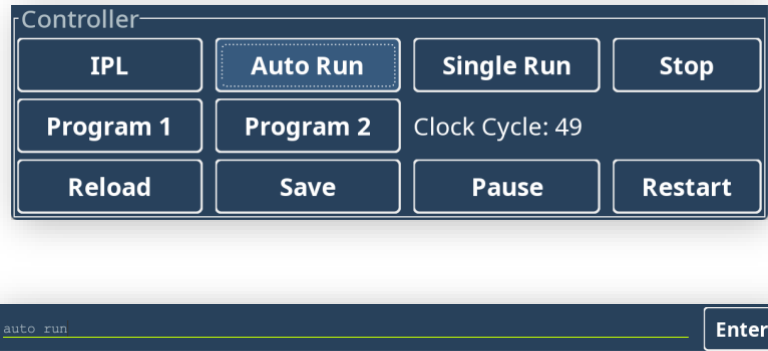 Controller
IPL Auto Run Single Run Stop
Program 1 Program 2 Clock Cycle: 49
Reload Save Pause Restart
auto run Enter